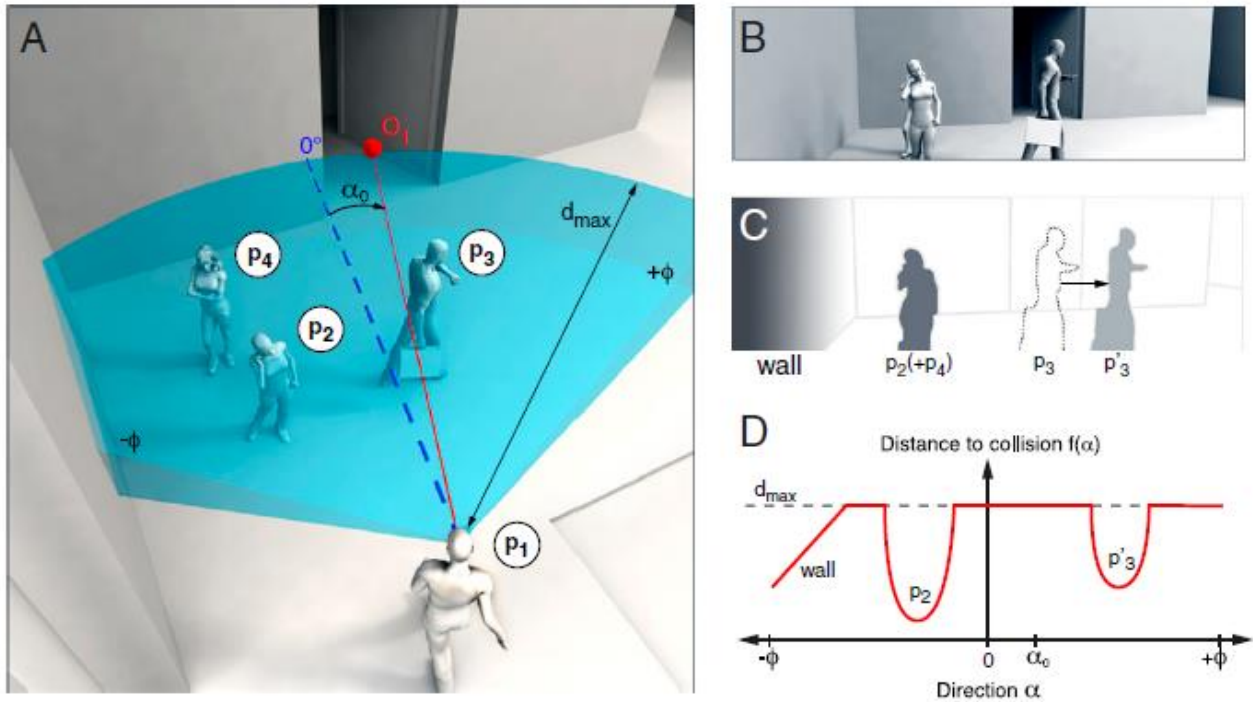 A
0°
O₁
α₀
dmax
p₄
p₃
+ϕ
p₂
-ϕ
p₁
B
C
wall
p₂(+p₄)
p₃
p'₃
D
Distance to collision f(α)
dmax
wall
p₂
p'₃
-ϕ
0
α₀
+ϕ
Direction α